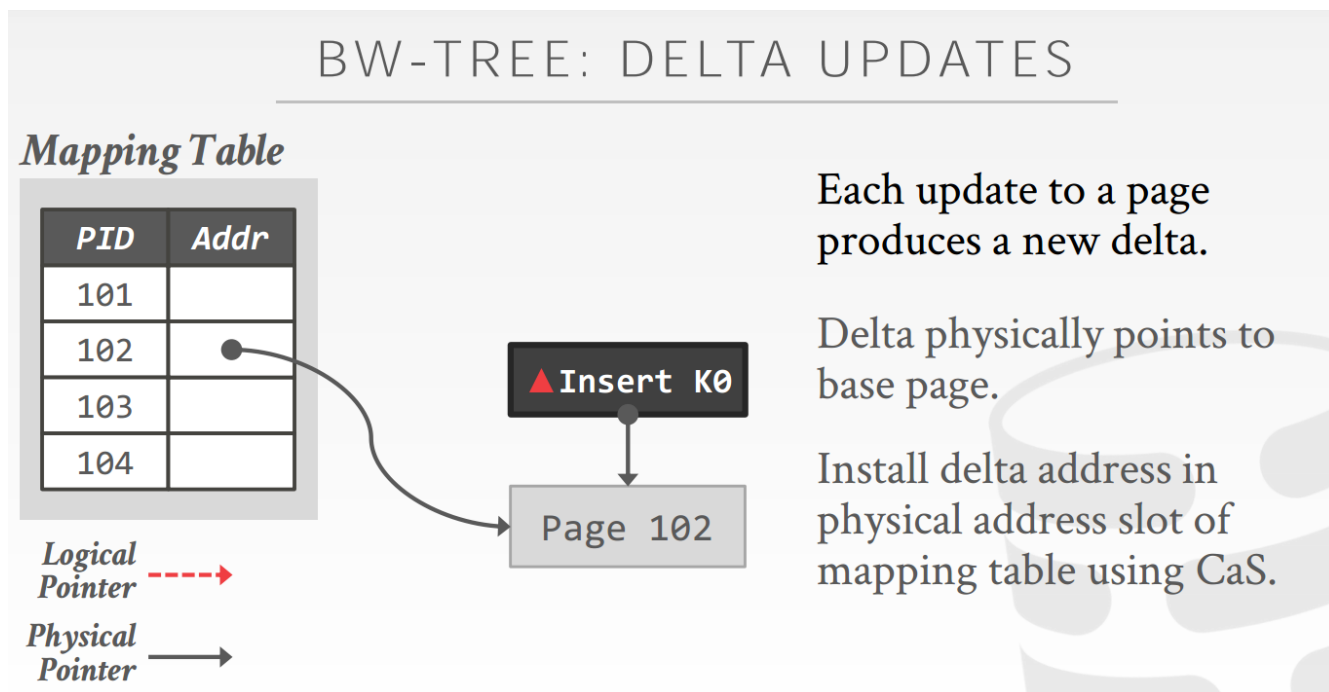 BW-TREE: DELTA UPDATES
Mapping Table
PID Addr
101
102
103
104
Logical
Pointer
Physical
Pointer
▲Insert K0
Page 102
Each update to a page
produces a new delta.
Delta physically points to
base page.
Install delta address in
physical address slot of
mapping table using CaS.